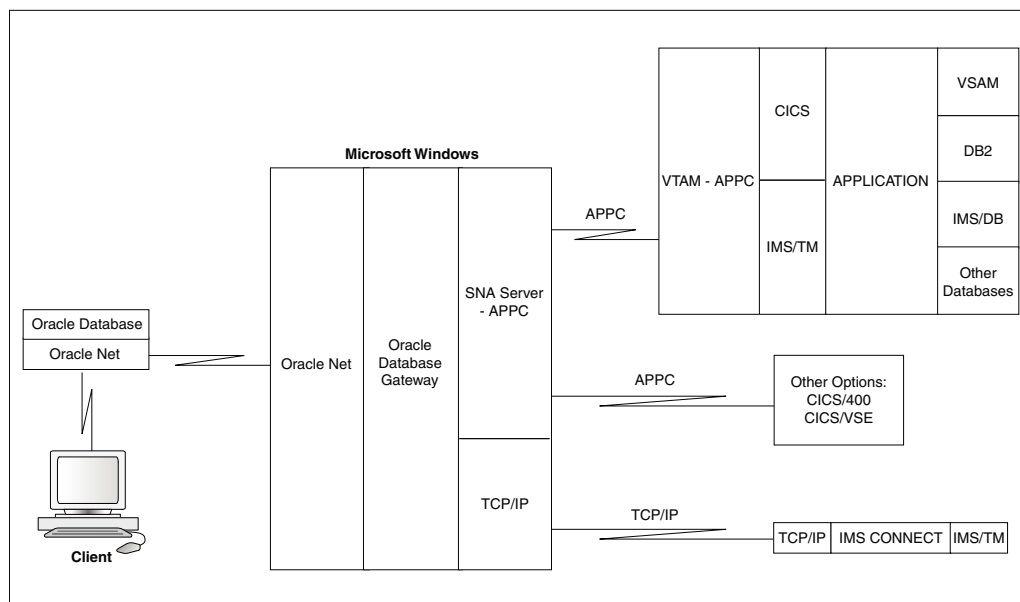 Microsoft Windows
Oracle Database
Oracle Net
Client
Oracle Net
Oracle
Database
Gateway
SNA Server
- APPC
TCP/IP
APPC
VTAM - APPC
CICS
IMS/TM
APPLICATION
VSAM
DB2
IMS/DB
Other
Databases
APPC
Other Options:
CICS/400
CICS/VSE
TCP/IP
TCP/IP
IMS CONNECT
IMS/TM